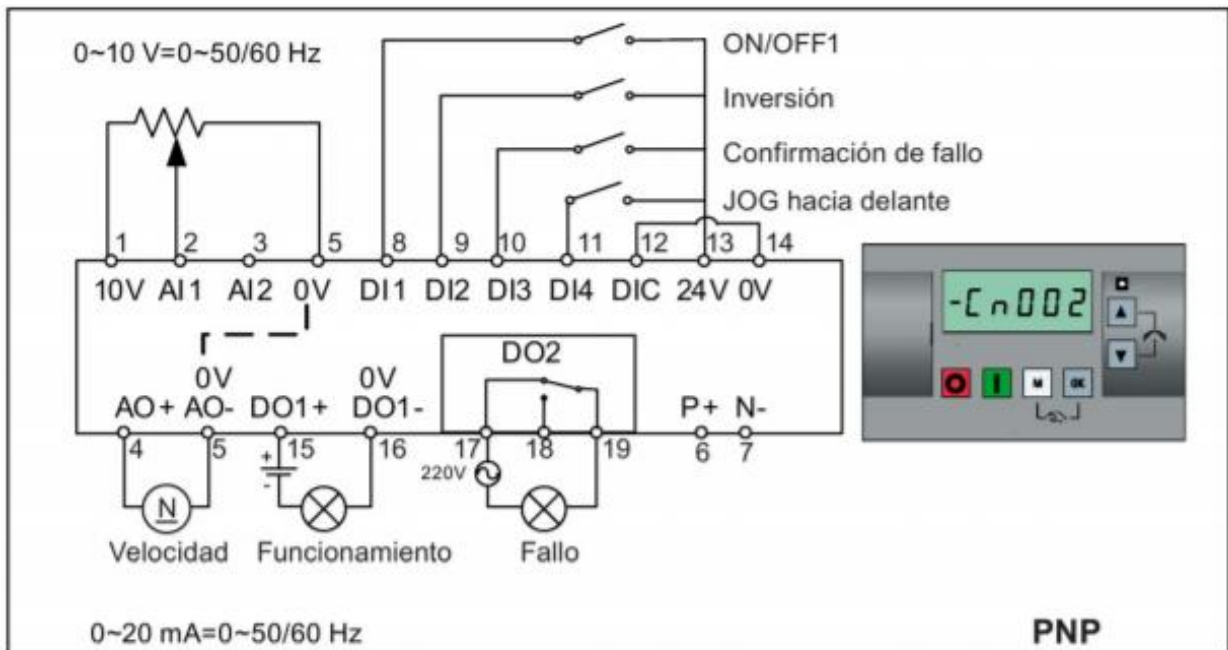 0~10 V=0~50/60 Hz
ON/OFF1
Inversión
Confirmación de fallo
JOG hacia delante
1 2 3 5 8 9 10 11 12 13 14
10V AI1 AI2 0V DI1 DI2 DI3 DI4 DIC 24V 0V
-Cn002
DO2
0V 0V
AO+ AO- DO1+ DO1- P+ N-
4 5 15 16 17 18 19 6 7
+
-
220V
N
M OK
Velocidad Funcionamiento Fallo
0~20 mA=0~50/60 Hz
PNP